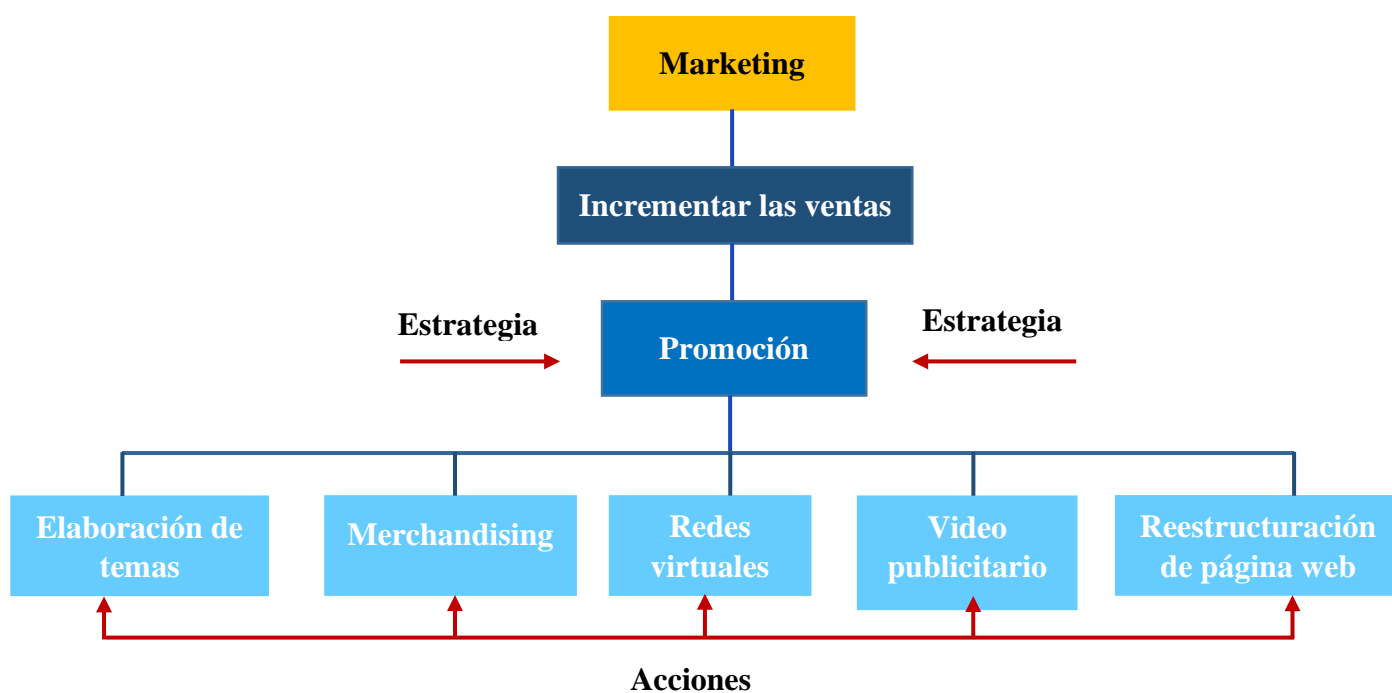 Marketing
Incrementar las ventas
Estrategia
Promoción
Estrategia
Elaboración de
temas
Merchandising
Redes
virtuales
Video
publicitario
Reestructuración
de página web
Acciones